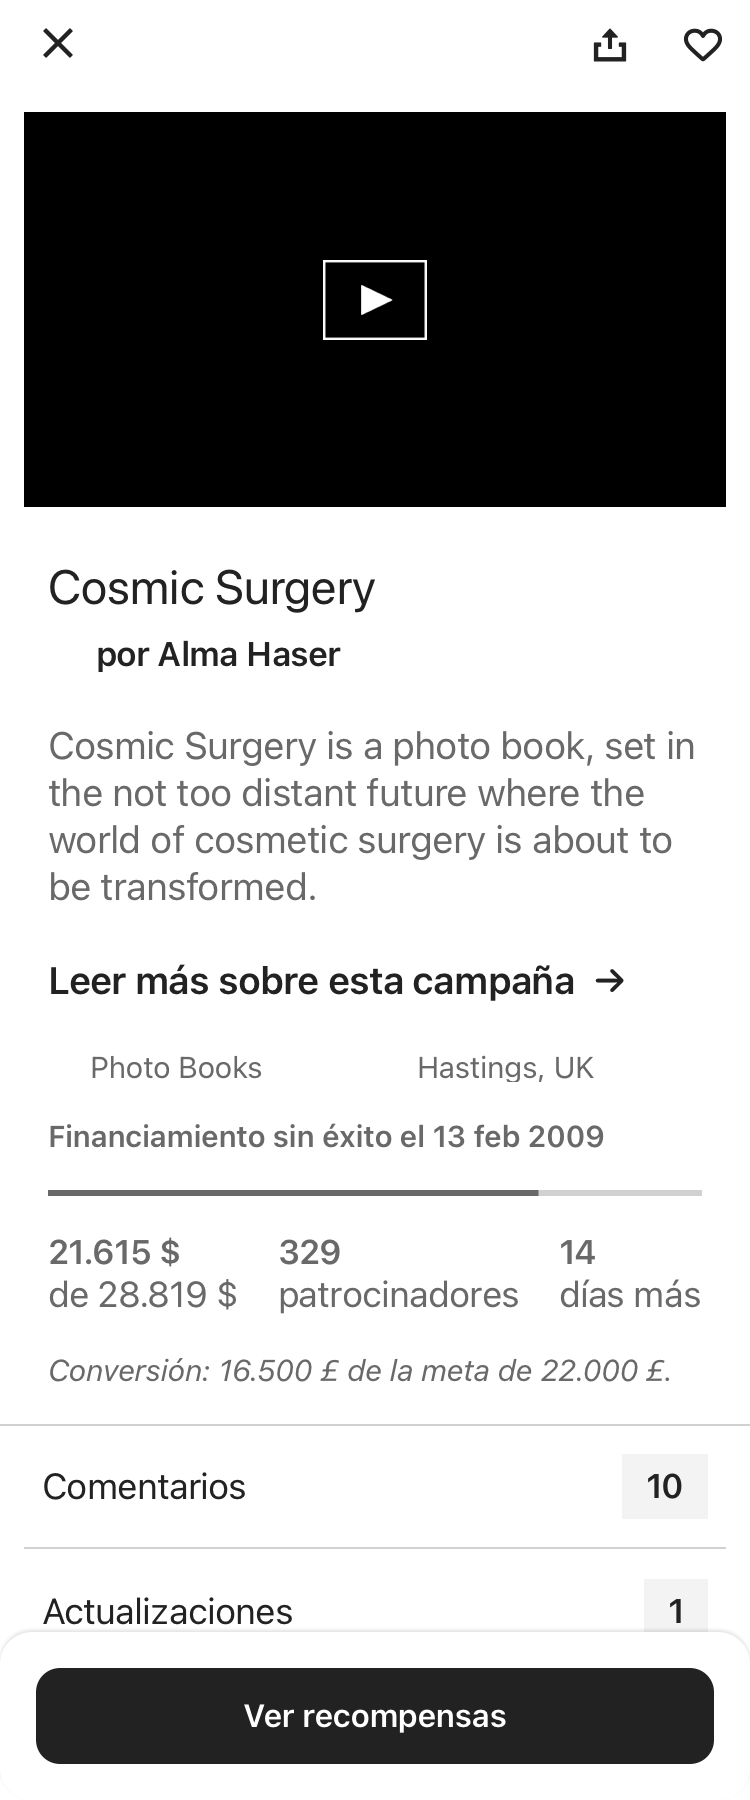 Cosmic Surgery
por Alma Haser
Cosmic Surgery is a photo book, set in
the not too distant future where the
world of cosmetic surgery is about to
be transformed.
Leer más sobre esta campaña →
Photo Books
Hastings, UK
Financiamiento sin éxito el 13 feb 2009
21.615 $
de 28.819 $
329
patrocinadores
14
días más
Conversión: 16.500 £ de la meta de 22.000 £.
Comentarios
10
Actualizaciones
1
Ver recompensas